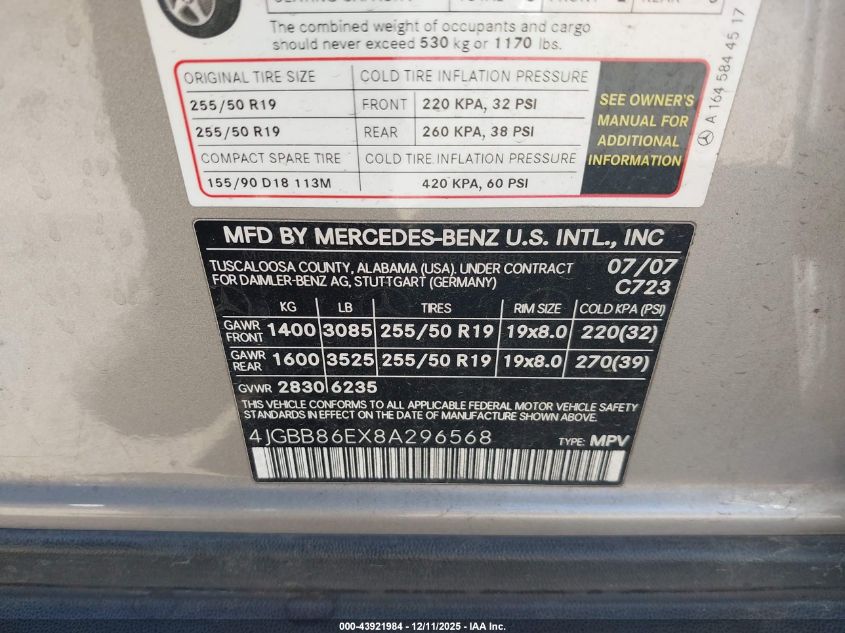 The combined weight of occupants and cargo
should never exceed 530 kg or 1170 lbs.
ORIGINAL TIRE SIZE COLD TIRE INFLATION PRESSURE
255/50 R19 FRONT 220 KPA, 32 PSI
255/50 R19 REAR 260 KPA, 38 PSI
COMPACT SPARE TIRE COLD TIRE INFLATION PRESSURE
155/90 D18 113M 420 KPA, 60 PSI
SEE OWNER'S
MANUAL FOR
ADDITIONAL
INFORMATION
A 164 584 45 17
MFD BY MERCEDES-BENZ U.S. INTL., INC
TUSCALOOSA COUNTY, ALABAMA (USA). UNDER CONTRACT 07/07
FOR DAIMLER-BENZ AG, STUTTGART (GERMANY) C723
KG LB TIRES RIM SIZE COLD KPA (PSI)
GAWR FRONT 1400 3085 255/50 R19 19x8.0 220(32)
GAWR REAR 1600 3525 255/50 R19 19x8.0 270(39)
GVWR 2830 6235
THIS VEHICLE CONFORMS TO ALL APPLICABLE FEDERAL MOTOR VEHICLE SAFETY
STANDARDS IN EFFECT ON THE DATE OF MANUFACTURE SHOWN ABOVE.
4JGBB86EX8A296568 TYPE: MPV
000-43921984 - 12/11/2025 - IAA Inc.